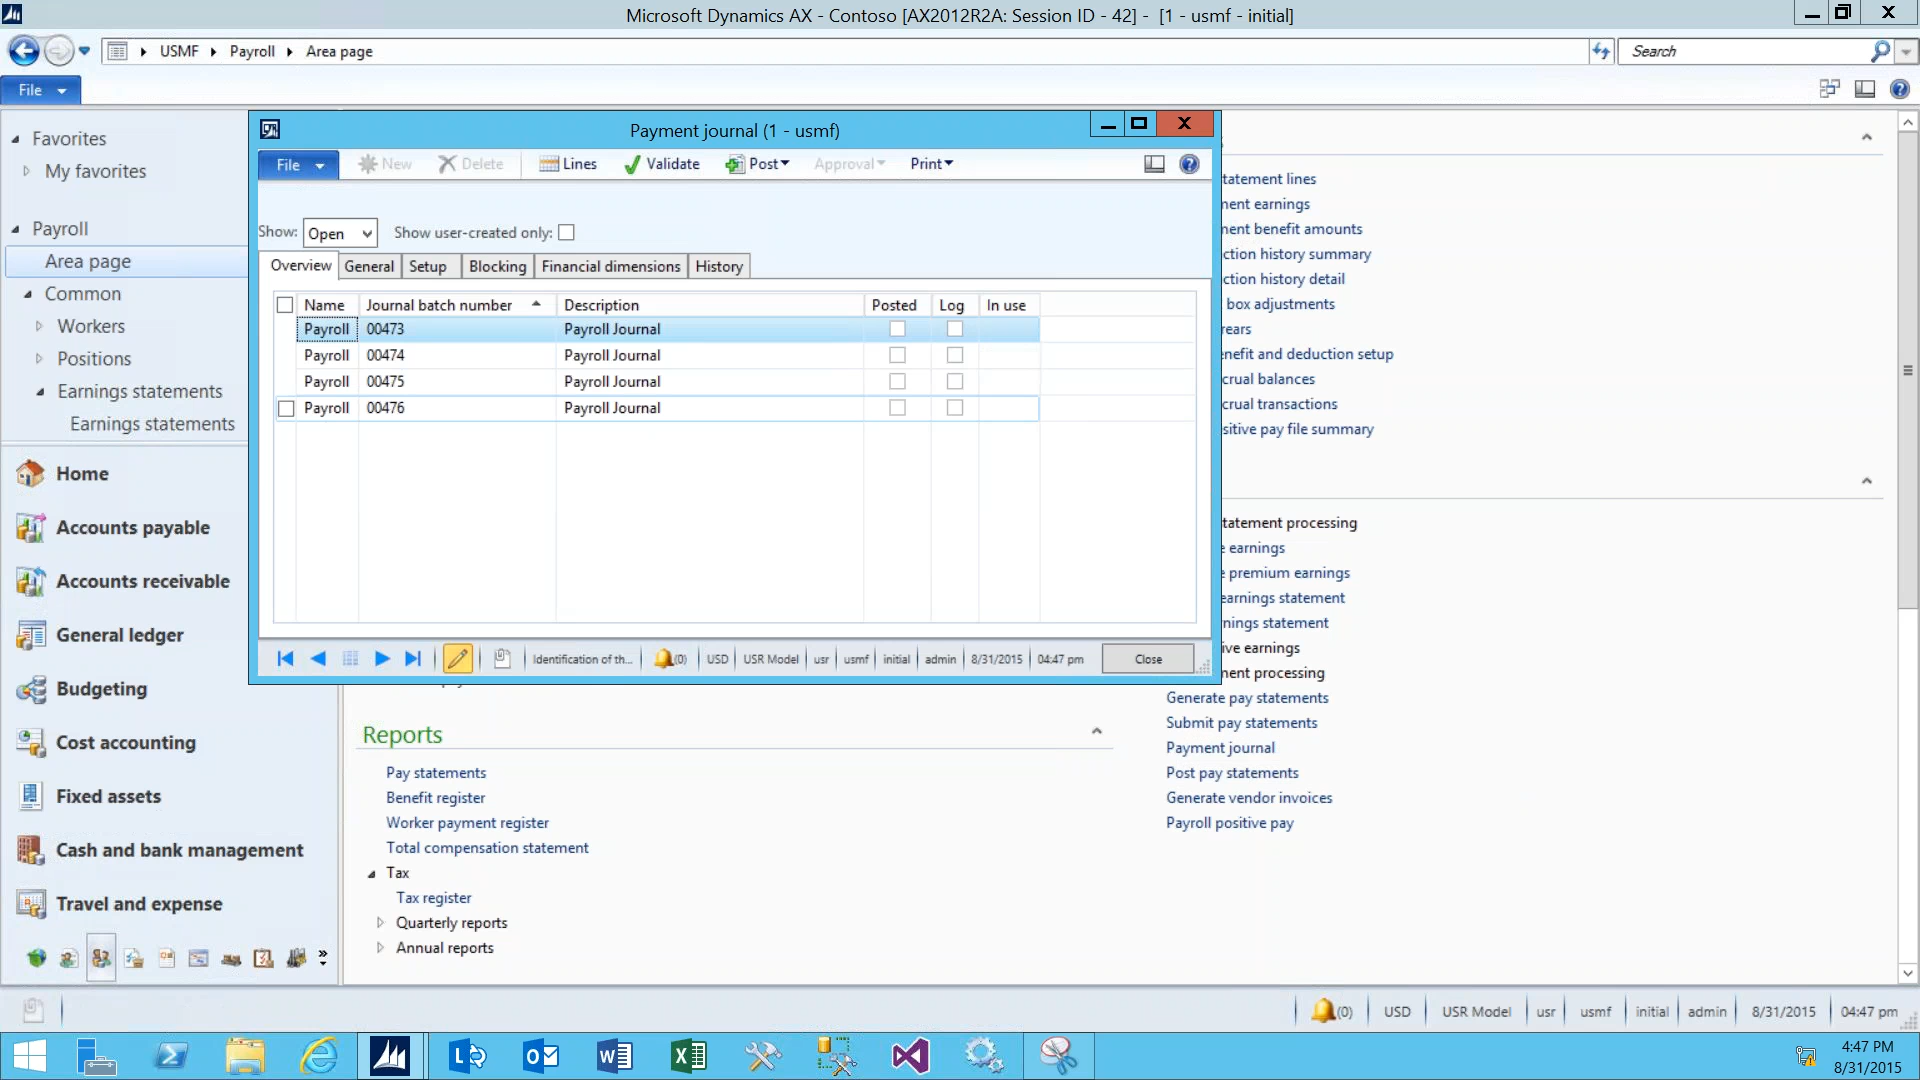 Microsoft Dynamics AX - Contoso [AX2012R2A: Session ID - 42] - [1 - usmf - initial]
USMF Payroll Area page
Search
File
Favorites
My favorites
Payroll
Area page
Common
Workers
Positions
Earnings statements
Earnings statements
Home
Accounts payable
Accounts receivable
General ledger
Budgeting
Cost accounting
Fixed assets
Cash and bank management
Travel and expense
Payment journal (1 - usmf)
File New Delete Lines Validate Post Approval Print
Show: Open Show user-created only:
Overview General Setup Blocking Financial dimensions History
Name Journal batch number Description Posted Log In use
Payroll 00473 Payroll Journal
Payroll 00474 Payroll Journal
Payroll 00475 Payroll Journal
Payroll 00476 Payroll Journal
Identification of th... (0) USD USR Model usr usmf initial admin 8/31/2015 04:47 pm Close
Reports
Pay statements
Benefit register
Worker payment register
Total compensation statement
Tax
Tax register
Quarterly reports
Annual reports
tatement lines
nent earnings
nent benefit amounts
ction history summary
ction history detail
box adjustments
rears
enefit and deduction setup
crual balances
crual transactions
sitive pay file summary
tatement processing
e earnings
e premium earnings
earnings statement
nings statement
ive earnings
nent processing
Generate pay statements
Submit pay statements
Payment journal
Post pay statements
Generate vendor invoices
Payroll positive pay
(0) USD USR Model usr usmf initial admin 8/31/2015 04:47 pm
4:47 PM
8/31/2015